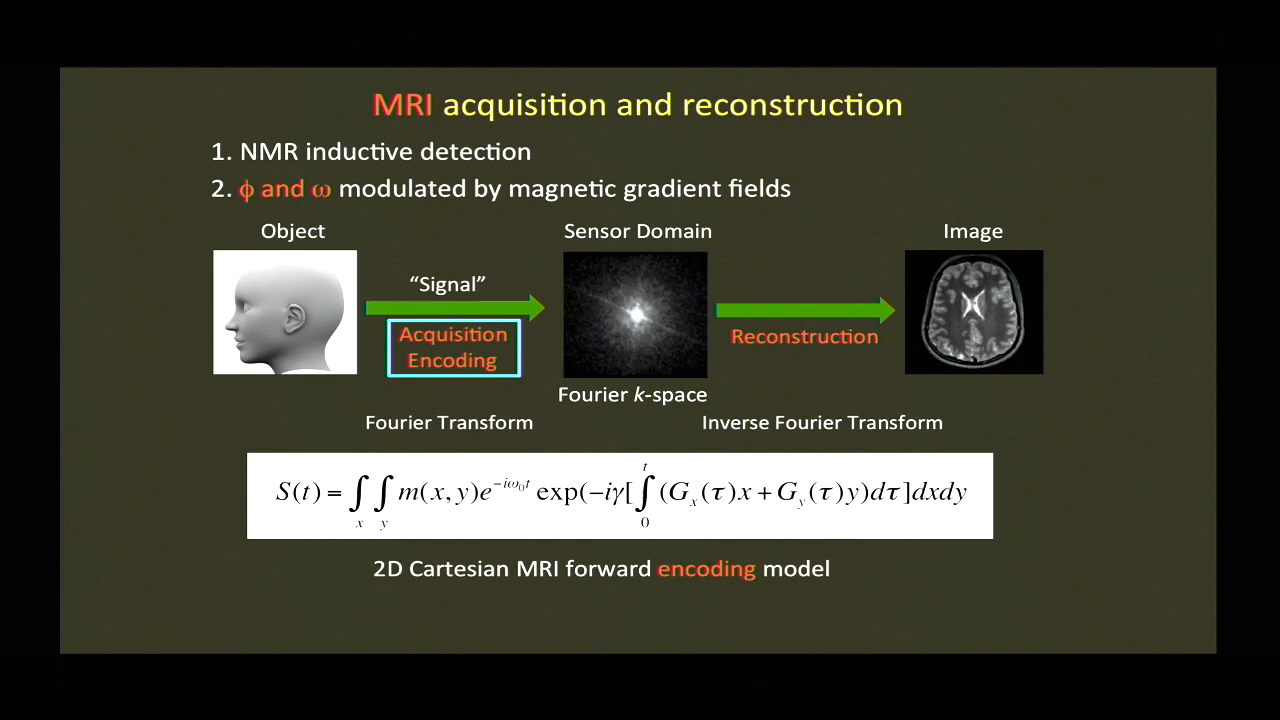 MRI acquisition and reconstruction
1. NMR inductive detection
2. ϕ and ω modulated by magnetic gradient fields
Object
Sensor Domain
Image
“Signal”
Acquisition
Encoding
Reconstruction
Fourier k-space
Fourier Transform
Inverse Fourier Transform
S(t) = ∫x ∫y m(x, y)e^{-iω₀t} exp(−iγ[∫₀^t (Gₓ(τ)x + G_y(τ)y)dτ]dxdy
2D Cartesian MRI forward encoding model